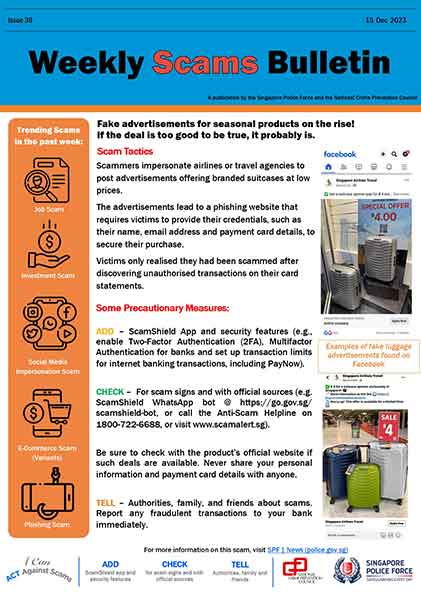 Issue 38
15 Dec 2023
Weekly Scams Bulletin
A publication by the Singapore Police Force and the National Crime Prevention Council
Trending Scams
in the past week:
Job Scams
Investment Scams
Social Media
Impersonation Scam
E-Commerce Scam
(Variants)
Phishing Scam
Fake advertisements for seasonal products on the rise!
If the deal is too good to be true, it probably is.
Scam Tactics
Scammers impersonate airlines or travel agencies to
post advertisements offering branded suitcases at low
prices.
The advertisements lead to a phishing website that
requires victims to provide their credentials, such as
their name, email address and payment card details, to
secure their purchase.
Victims only realised they had been scammed after
discovering unauthorised transactions on their card
statements.
Some Precautionary Measures:
ADD – ScamShield App and security features (e.g.,
enable Two-Factor Authentication (2FA), Multifactor
Authentication for banks and set up transaction limits
for internet banking transactions, including PayNow).
CHECK – For scam signs and with official sources (e.g.
ScamShield WhatsApp bot @ https://go.gov.sg/
scamshield-bot, or call the Anti-Scam Helpline on
1800-722-6688, or visit www.scamalert.sg).
Be sure to check with the product's official website if
such deals are available. Never share your personal
information and payment card details with anyone.
TELL – Authorities, family, and friends about scams.
Report any fraudulent transactions to your bank
immediately.
facebook
Singapore Airlines Travel
SPECIAL OFFER
$4.00
Examples of fake luggage
advertisements found on
Facebook
Singapore Airlines Travel
SALE
$4
For more information on this scam, visit SPF | News (police.gov.sg)
I Can
ACT Against Scams
ADD
ScamShield app and
security features
CHECK
for scam signs and with
official sources
TELL
Authorities, family and
friends
NATIONAL CRIME
PREVENTION COUNCIL
SINGAPORE
POLICE FORCE
SAFEGUARDING EVERY DAY